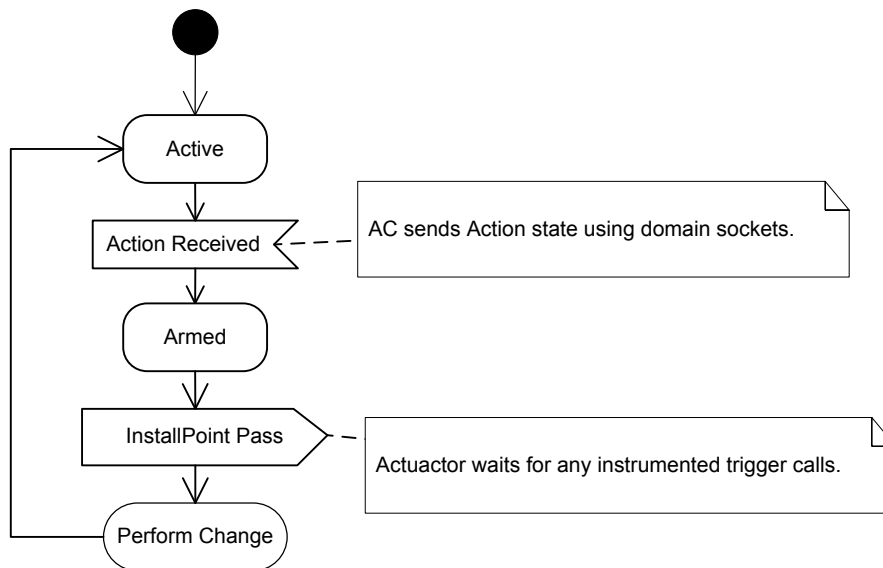 Active
Action Received
AC sends Action state using domain sockets.
Armed
InstallPoint Pass
Actuactor waits for any instrumented trigger calls.
Perform Change